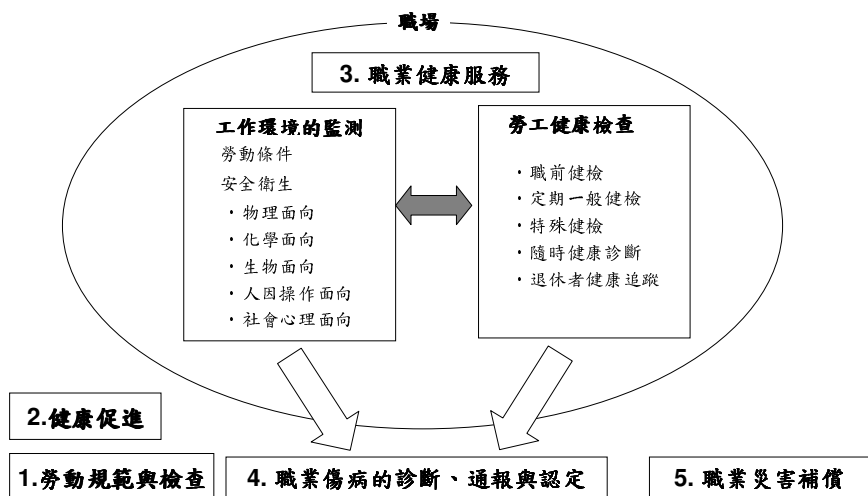 職場
3. 職業健康服務
工作環境的監測
勞動條件
安全衛生
・物理面向
・化學面向
・生物面向
・人因操作面向
・社會心理面向
勞工健康檢查
・職前健檢
・定期一般健檢
・特殊健檢
・隨時健康診斷
・退休者健康追蹤
2.健康促進
1.勞動規範與檢查
4. 職業傷病的診斷、通報與認定
5. 職業災害補償